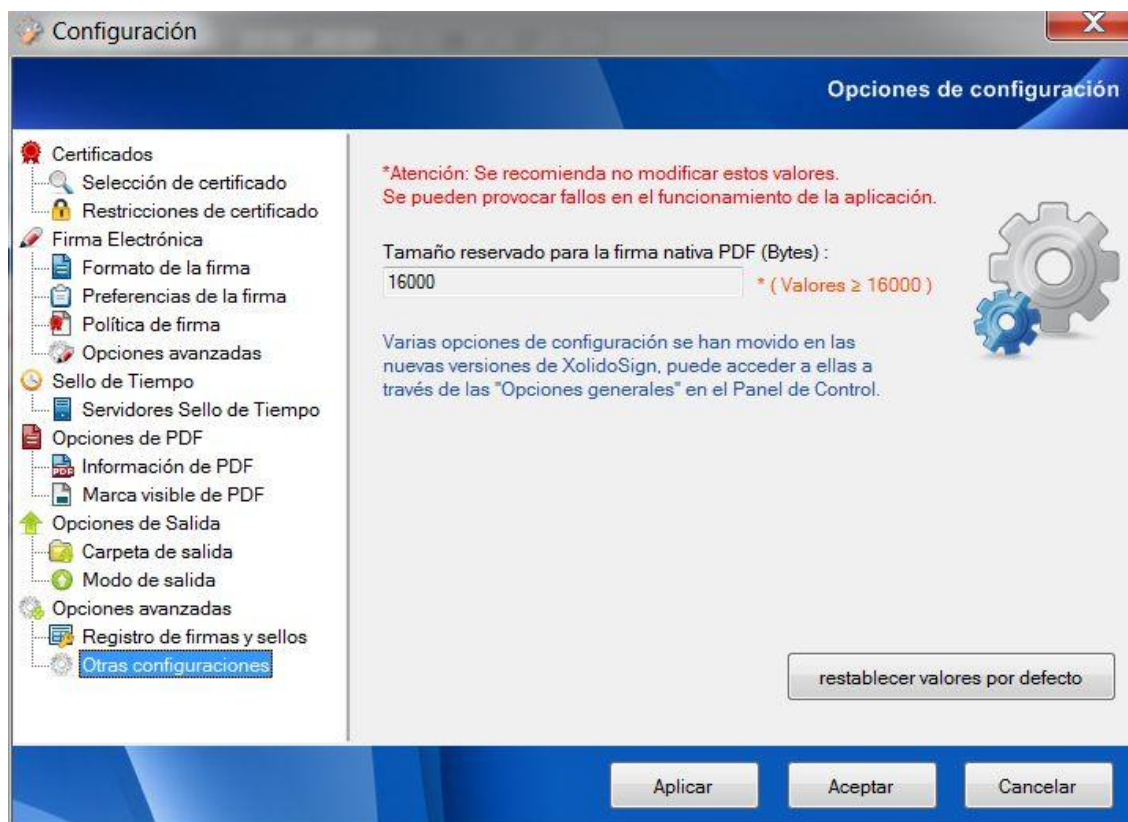 Configuración
Opciones de configuración
Certificados
Selección de certificado
Restricciones de certificado
Firma Electrónica
Formato de la firma
Preferencias de la firma
Política de firma
Opciones avanzadas
Sello de Tiempo
Servidores Sello de Tiempo
Opciones de PDF
Información de PDF
Marca visible de PDF
Opciones de Salida
Carpeta de salida
Modo de salida
Opciones avanzadas
Registro de firmas y sellos
Otras configuraciones
*Atención: Se recomienda no modificar estos valores.
Se pueden provocar fallos en el funcionamiento de la aplicación.
Tamaño reservado para la firma nativa PDF (Bytes) :
16000
* ( Valores ≥ 16000 )
Varias opciones de configuración se han movido en las
nuevas versiones de XolidoSign, puede acceder a ellas a
través de las "Opciones generales" en el Panel de Control.
restablecer valores por defecto
Aplicar
Aceptar
Cancelar